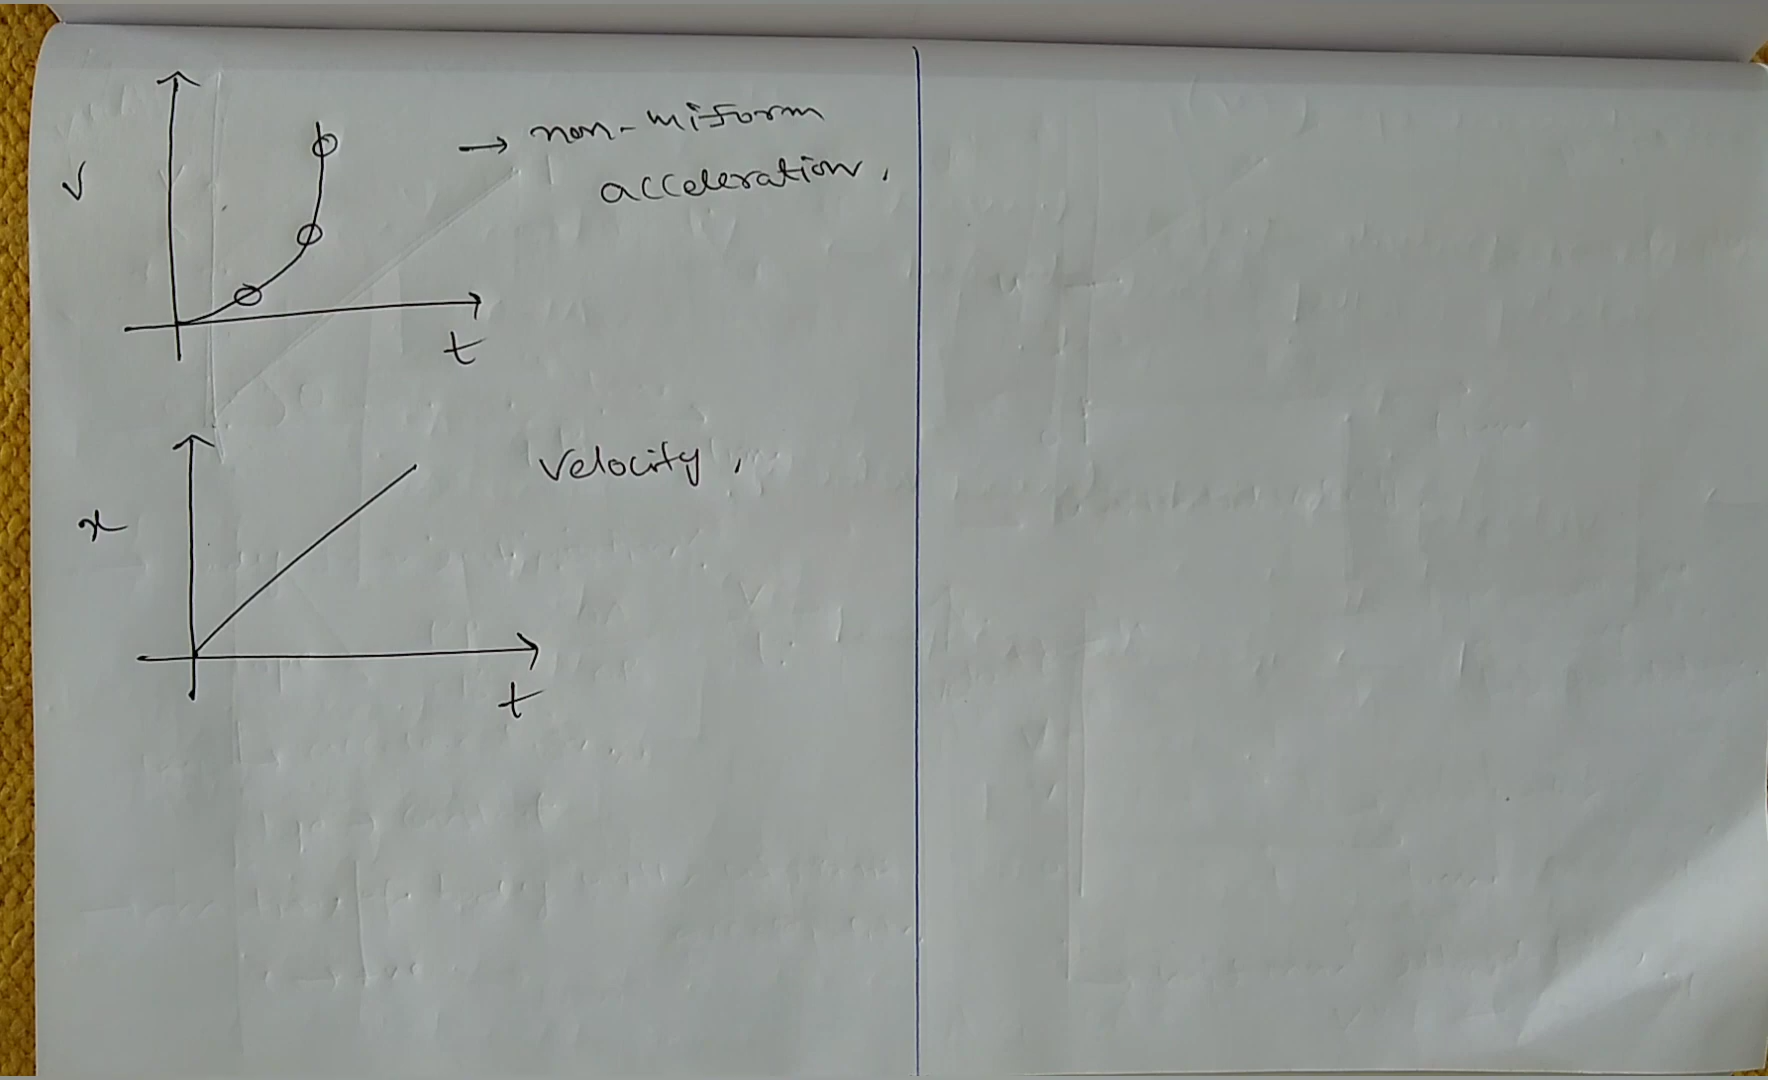 v
→ non-uniform
acceleration.
t
velocity.
x
t